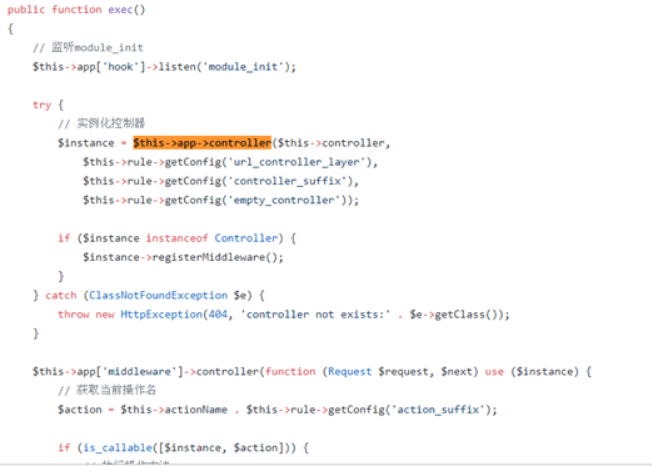 public function exec()
{
// 监听module_init
$this->app['hook']->listen('module_init');
try {
// 实例化控制器
$instance = $this->app->controller($this->controller,
$this->rule->getConfig('url_controller_layer'),
$this->rule->getConfig('controller_suffix'),
$this->rule->getConfig('empty_controller'));
if ($instance instanceof Controller) {
$instance->registerMiddleware();
}
} catch (ClassNotFoundException $e) {
throw new HttpException(404, 'controller not exists:' . $e->getClass());
}
$this->app['middleware']->controller(function (Request $request, $next) use ($instance) {
// 获取当前操作名
$action = $this->actionName . $this->rule->getConfig('action_suffix');
if (is_callable([$instance, $action])) {